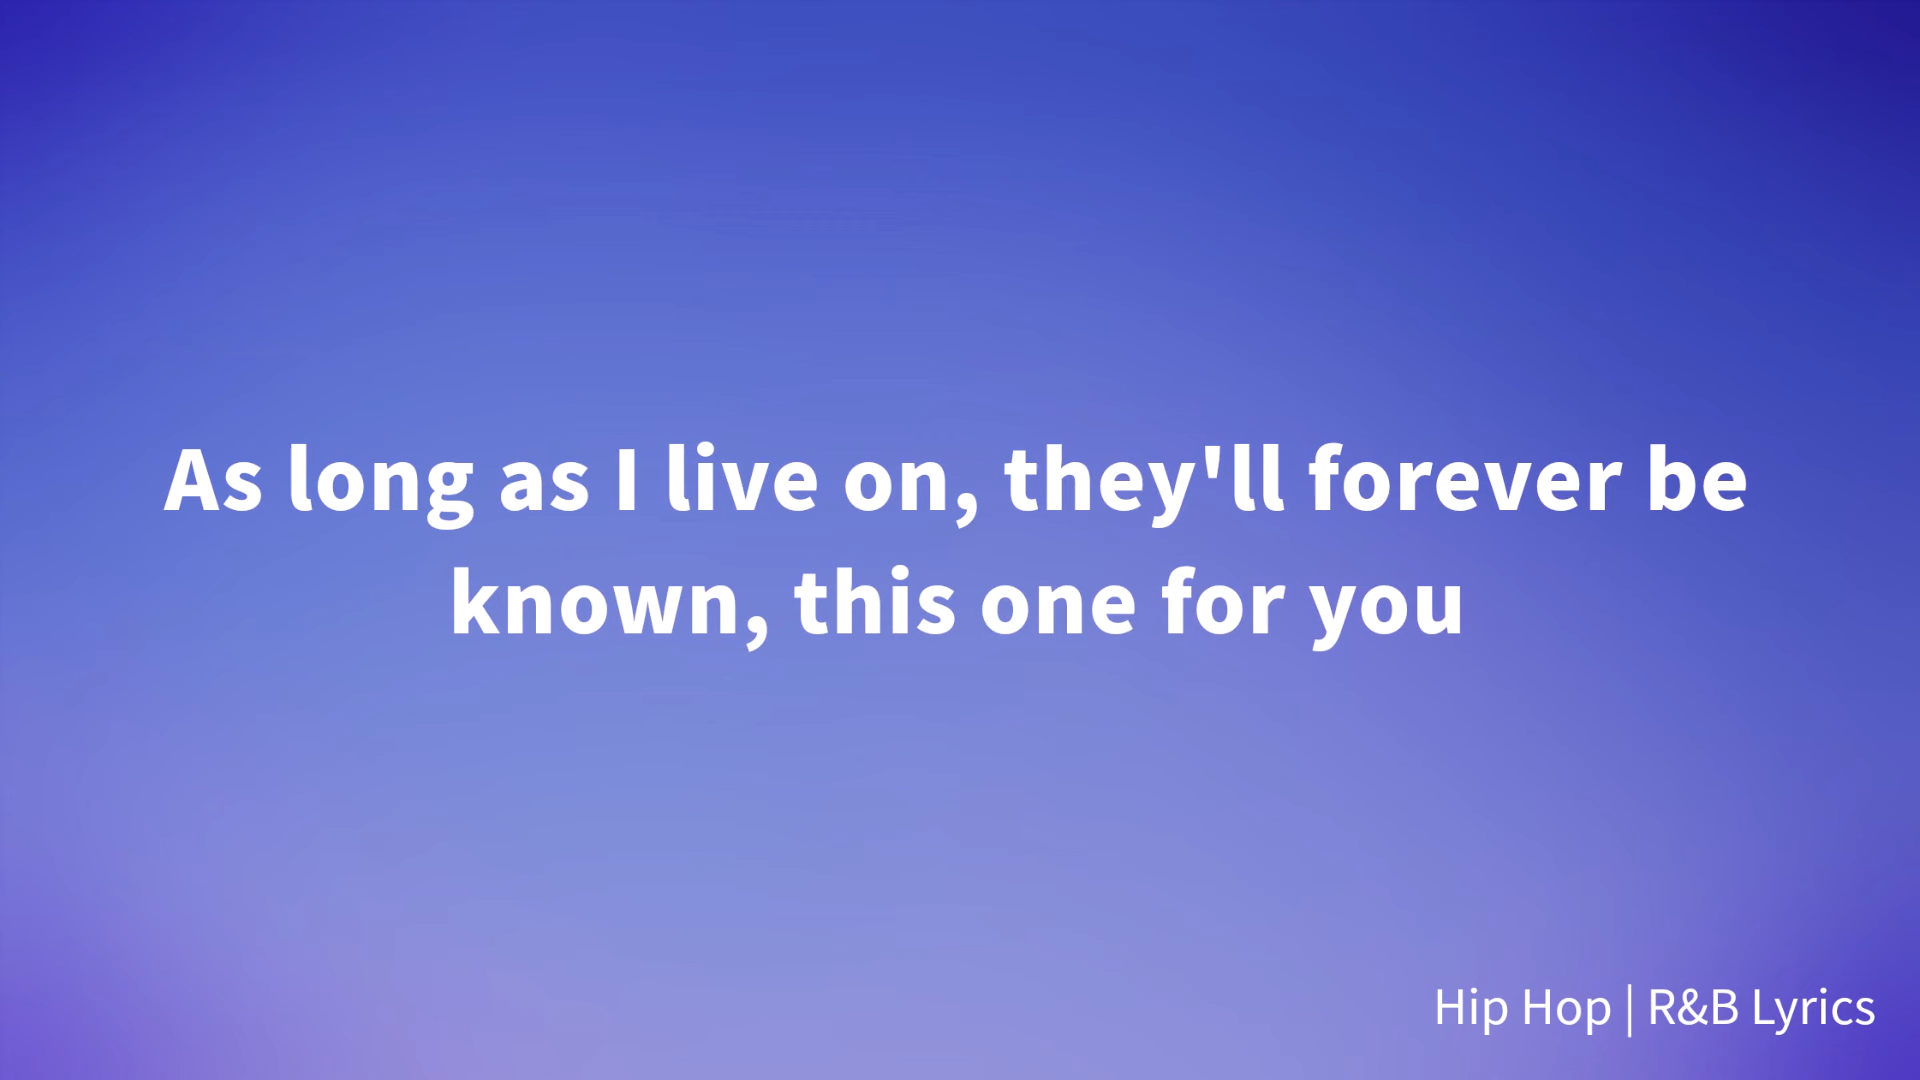 As long as I live on, they'll forever be
known, this one for you
Hip Hop | R&B Lyrics